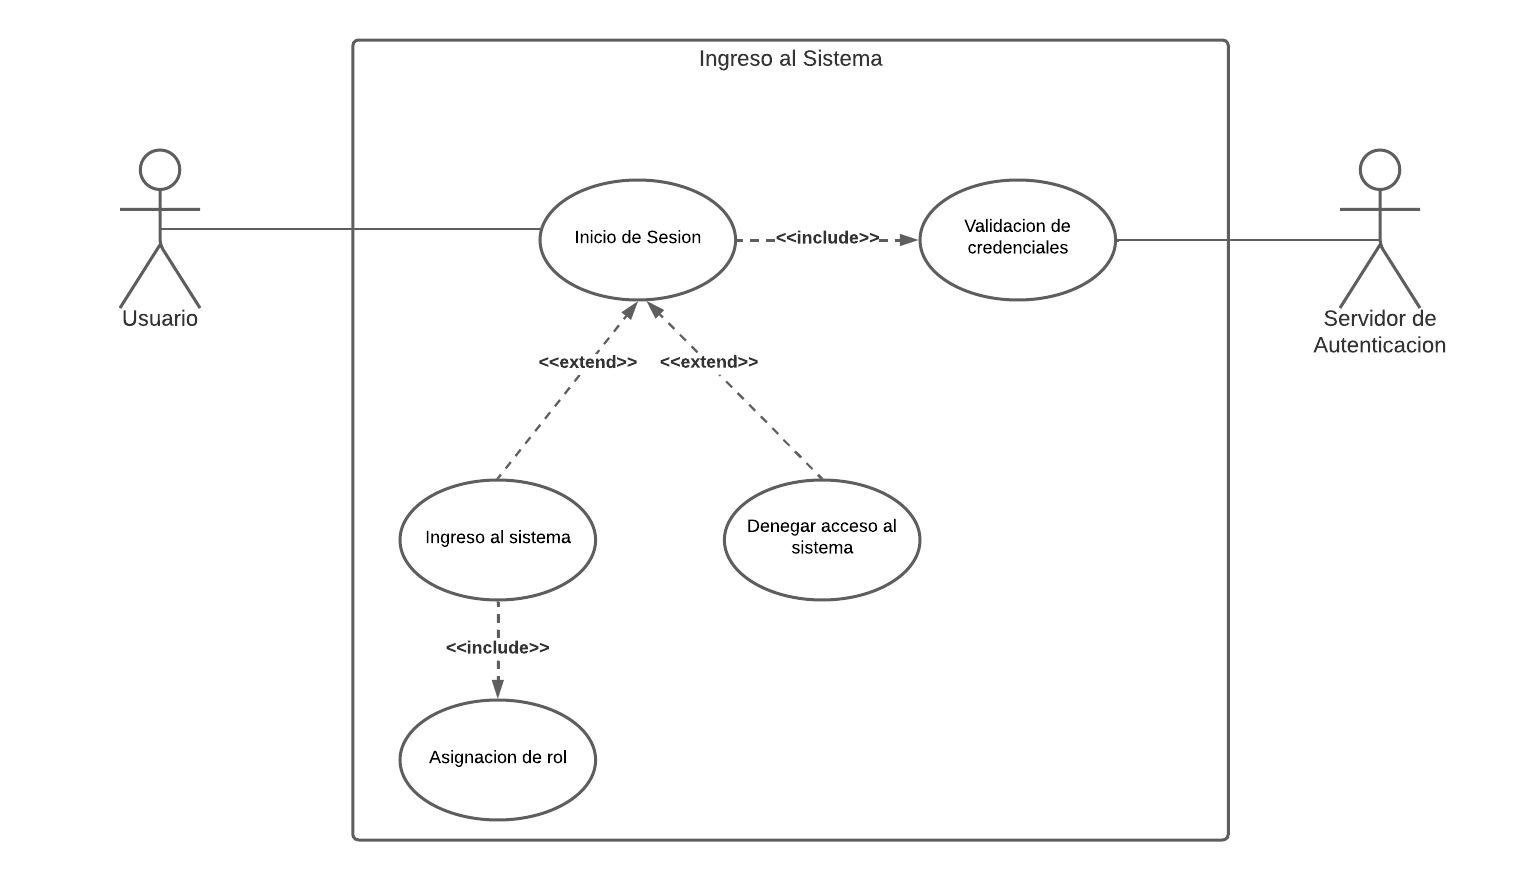 Ingreso al Sistema
Inicio de Sesion
<<include>>
Validacion de
credenciales
Usuario
Servidor de
Autenticacion
<<extend>>
<<extend>>
Ingreso al sistema
Denegar acceso al
sistema
<<include>>
Asignacion de rol